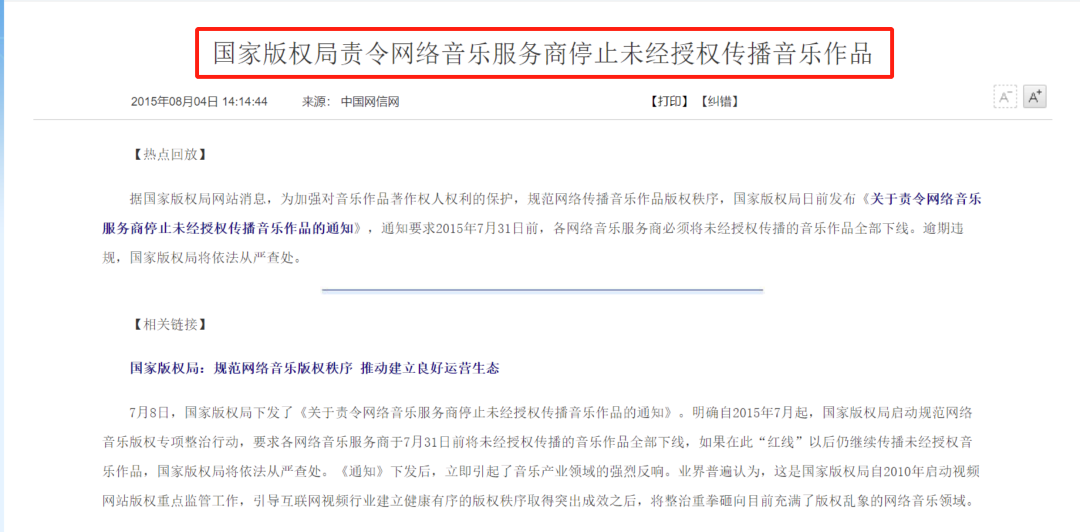 国家版权局责令网络音乐服务商停止未经授权传播音乐作品
2015年08月04日 14:14:44 来源： 中国网信网 【打印】 【纠错】 A- A+
【热点回放】
据国家版权局网站消息，为加强对音乐作品著作权人权利的保护，规范网络传播音乐作品版权秩序，国家版权局日前发布《关于责令网络音乐
服务商停止未经授权传播音乐作品的通知》，通知要求2015年7月31日前，各网络音乐服务商必须将未经授权传播的音乐作品全部下线。逾期违
规，国家版权局将依法从严查处。
【相关链接】
国家版权局：规范网络音乐版权秩序 推动建立良好运营生态
7月8日，国家版权局下发了《关于责令网络音乐服务商停止未经授权传播音乐作品的通知》。明确自2015年7月起，国家版权局启动规范网络
音乐版权专项整治行动，要求各网络音乐服务商于7月31日前将未经授权传播的音乐作品全部下线，如果在此“红线”以后仍继续传播未经授权音
乐作品，国家版权局将依法从严查处。《通知》下发后，立即引起了音乐产业领域的强烈反响。业界普遍认为，这是国家版权局自2010年启动视频
网站版权重点监管工作，引导互联网视频行业建立健康有序的版权秩序取得突出成效之后，将整治重拳砸向目前充满了版权乱象的网络音乐领域。